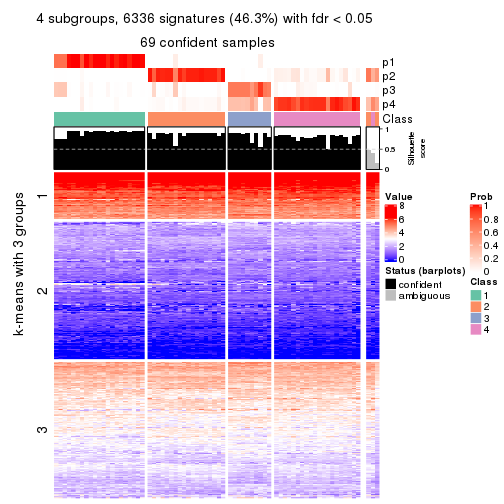 4 subgroups, 6336 signatures (46.3%) with fdr < 0.05
69 confident samples
p1
p2
p3
p4
Class
1
0.5
0
Silhouette
score
k-means with 3 groups
1
2
3
Value
8
6
4
2
0
Status (barplots)
confident
ambiguous
Prob
1
0.8
0.6
0.4
0.2
0
Class
1
2
3
4